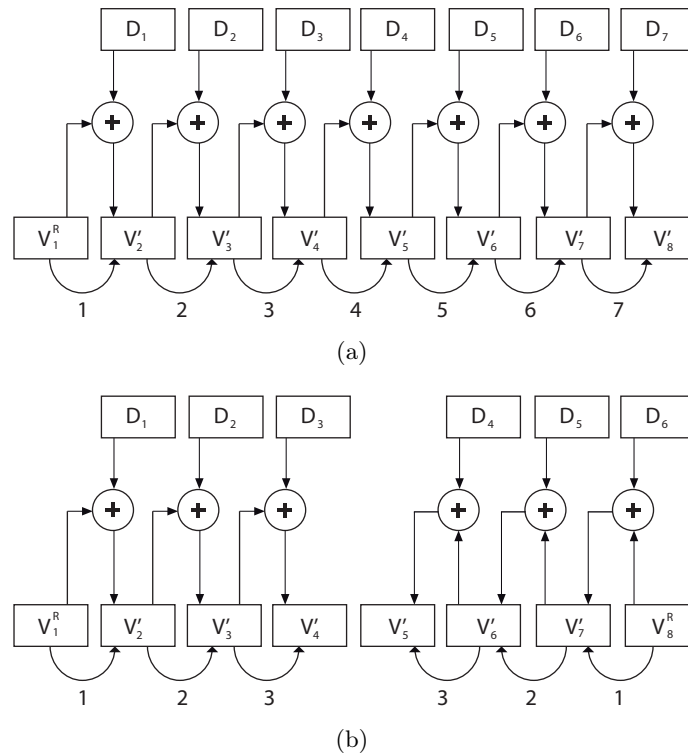 D₁ D₂ D₃ D₄ D₅ D₆ D₇
+ + + + + + +
V₁ᴿ V′₂ V′₃ V′₄ V′₅ V′₆ V′₇ V′₈
1 2 3 4 5 6 7
(a)
D₁ D₂ D₃ D₄ D₅ D₆
+ + + + + +
V₁ᴿ V′₂ V′₃ V′₄ V′₅ V′₆ V′₇ V₈ᴿ
1 2 3 3 2 1
(b)